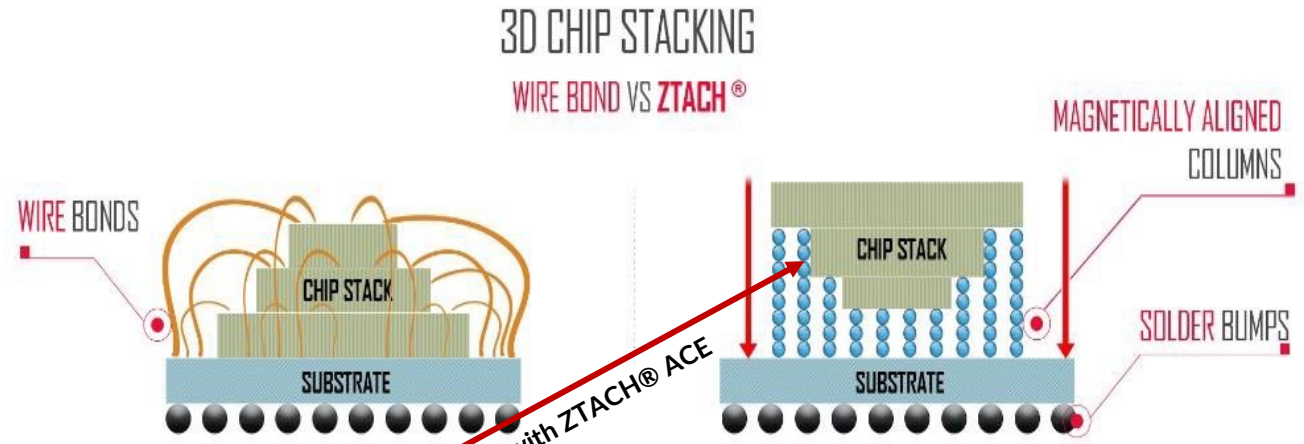 3D CHIP STACKING
WIRE BOND VS ZTACH ®
MAGNETICALLY ALIGNED
COLUMNS
WIRE BONDS
CHIP STACK
SUBSTRATE
CHIP STACK
SUBSTRATE
SOLDER BUMPS
with ZTACH® ACE